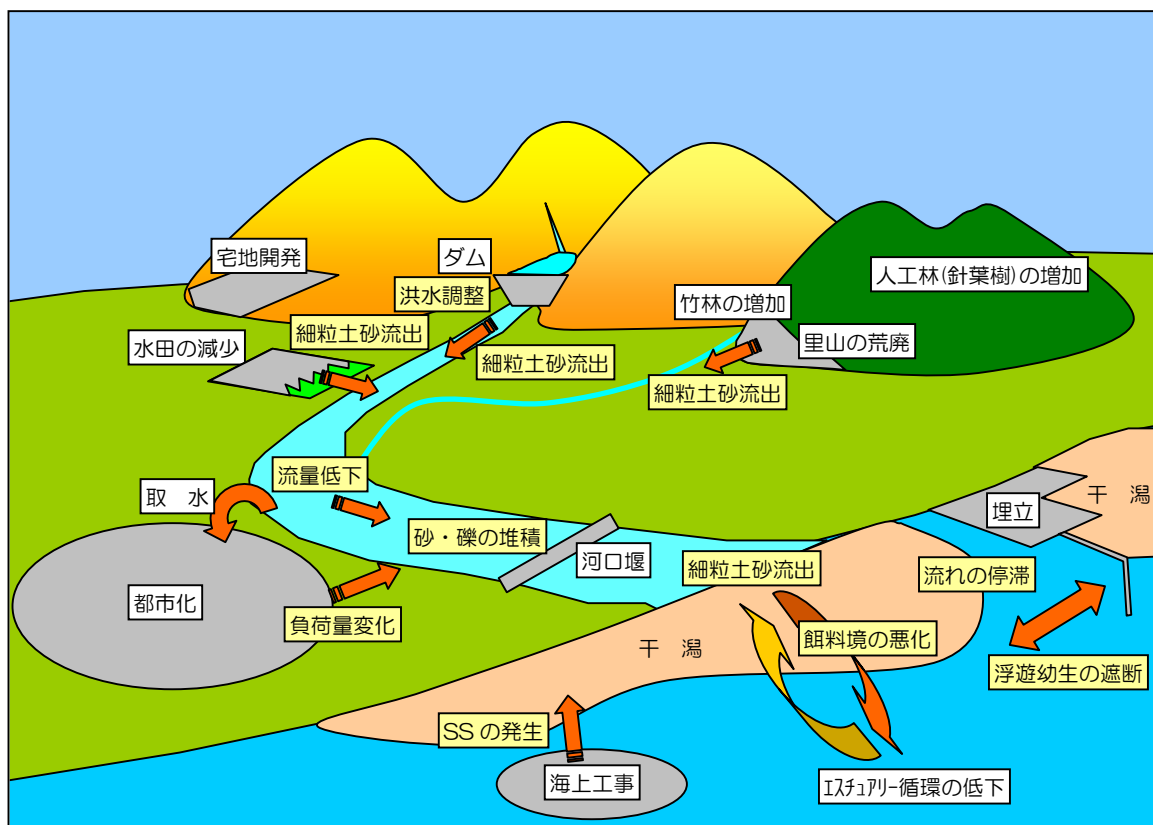 宅地開発
ダム
人工林(針葉樹)の増加
洪水調整
竹林の増加
細粒土砂流出
水田の減少
里山の荒廃
細粒土砂流出
細粒土砂流出
流量低下
取 水
干 潟
埋立
砂・礫の堆積
河口堰
細粒土砂流出
流れの停滞
都市化
負荷量変化
餌料境の悪化
干 潟
浮遊幼生の遮断
SSの発生
海上工事
ｴｽﾁｭｱﾘｰ循環の低下